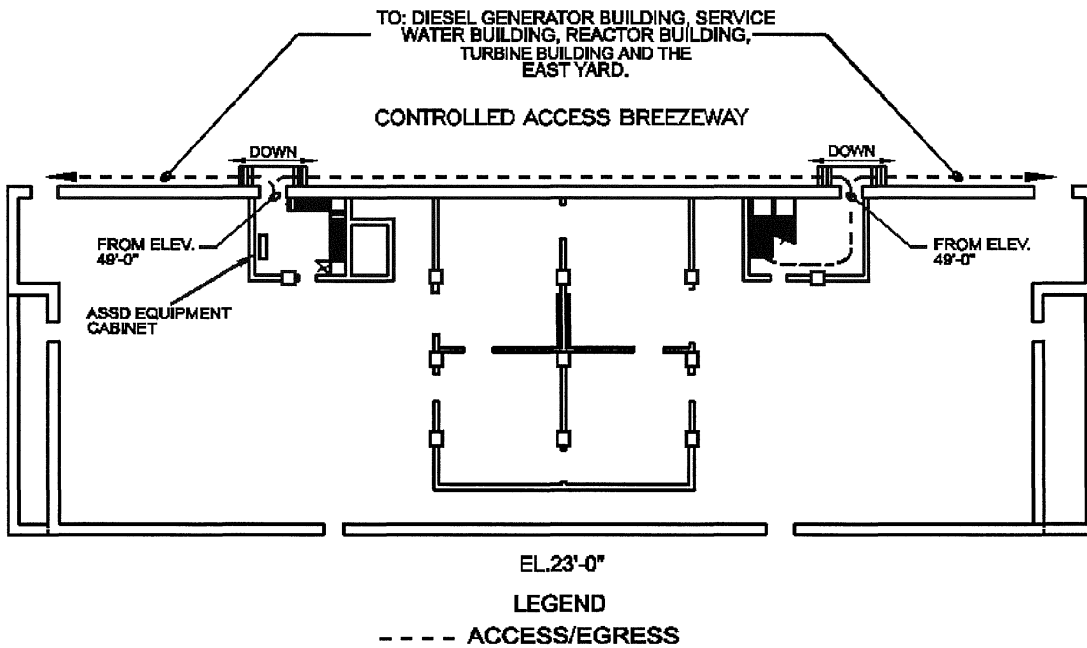 TO: DIESEL GENERATOR BUILDING, SERVICE
WATER BUILDING, REACTOR BUILDING,
TURBINE BUILDING AND THE
EAST YARD.
CONTROLLED ACCESS BREEZEWAY
DOWN
DOWN
FROM ELEV.
49'-0"
FROM ELEV.
49'-0"
ASSD EQUIPMENT
CABINET
EL.23'-0"
LEGEND
---- ACCESS/EGRESS